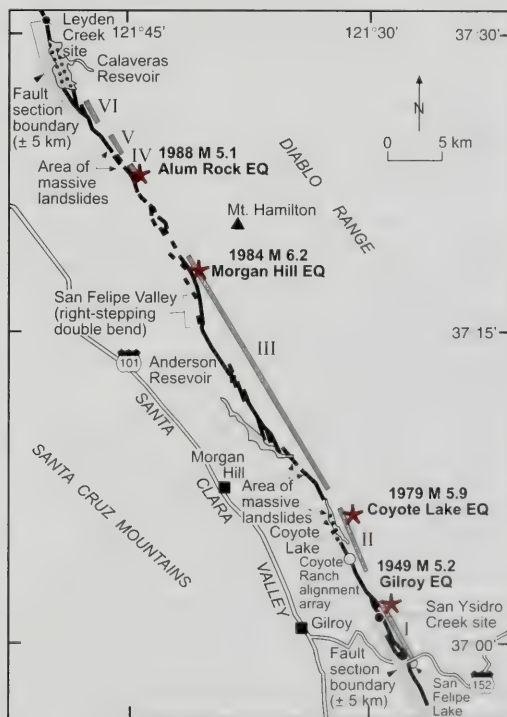 121°45'
121°30'
37°30'
Leyden
Creek
site
Calaveras
Resevoir
Fault
section
boundary
(± 5 km)
VI
V
IV
1988 M 5.1
Alum Rock EQ
Area of
massive
landslides
N
0 5 km
DIABLO
RANGE
Mt. Hamilton
1984 M 6.2
Morgan Hill EQ
San Felipe Valley
(right-stepping
double bend)
37°15'
III
101
Anderson
Resevoir
SANTA
CLARA
VALLEY
SANTA CRUZ MOUNTAINS
Morgan
Hill
Area of
massive
landslides
1979 M 5.9
Coyote Lake EQ
Coyote
Lake
II
Coyote
Ranch
alignment
array
1949 M 5.2
Gilroy EQ
San Ysidro
Creek site
I
Gilroy
37°00'
Fault
section
boundary
(± 5 km)
152
San
Felipe
Lake